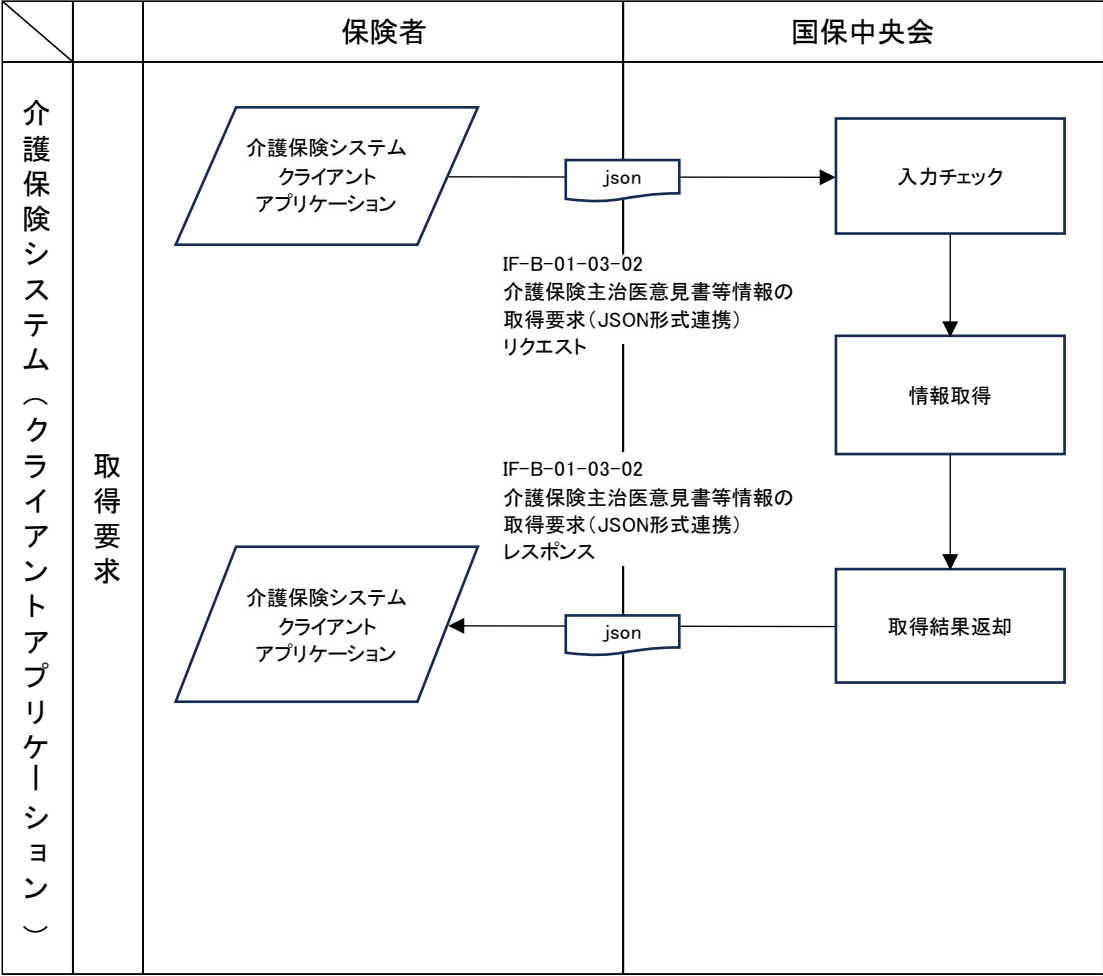 保険者
国保中央会
介護保険システム（クライアントアプリケーション）
取得要求
介護保険システム
クライアント
アプリケーション
json
入力チェック
IF-B-01-03-02
介護保険主治医意見書等情報の
取得要求（JSON形式連携）
リクエスト
情報取得
IF-B-01-03-02
介護保険主治医意見書等情報の
取得要求（JSON形式連携）
レスポンス
介護保険システム
クライアント
アプリケーション
json
取得結果返却